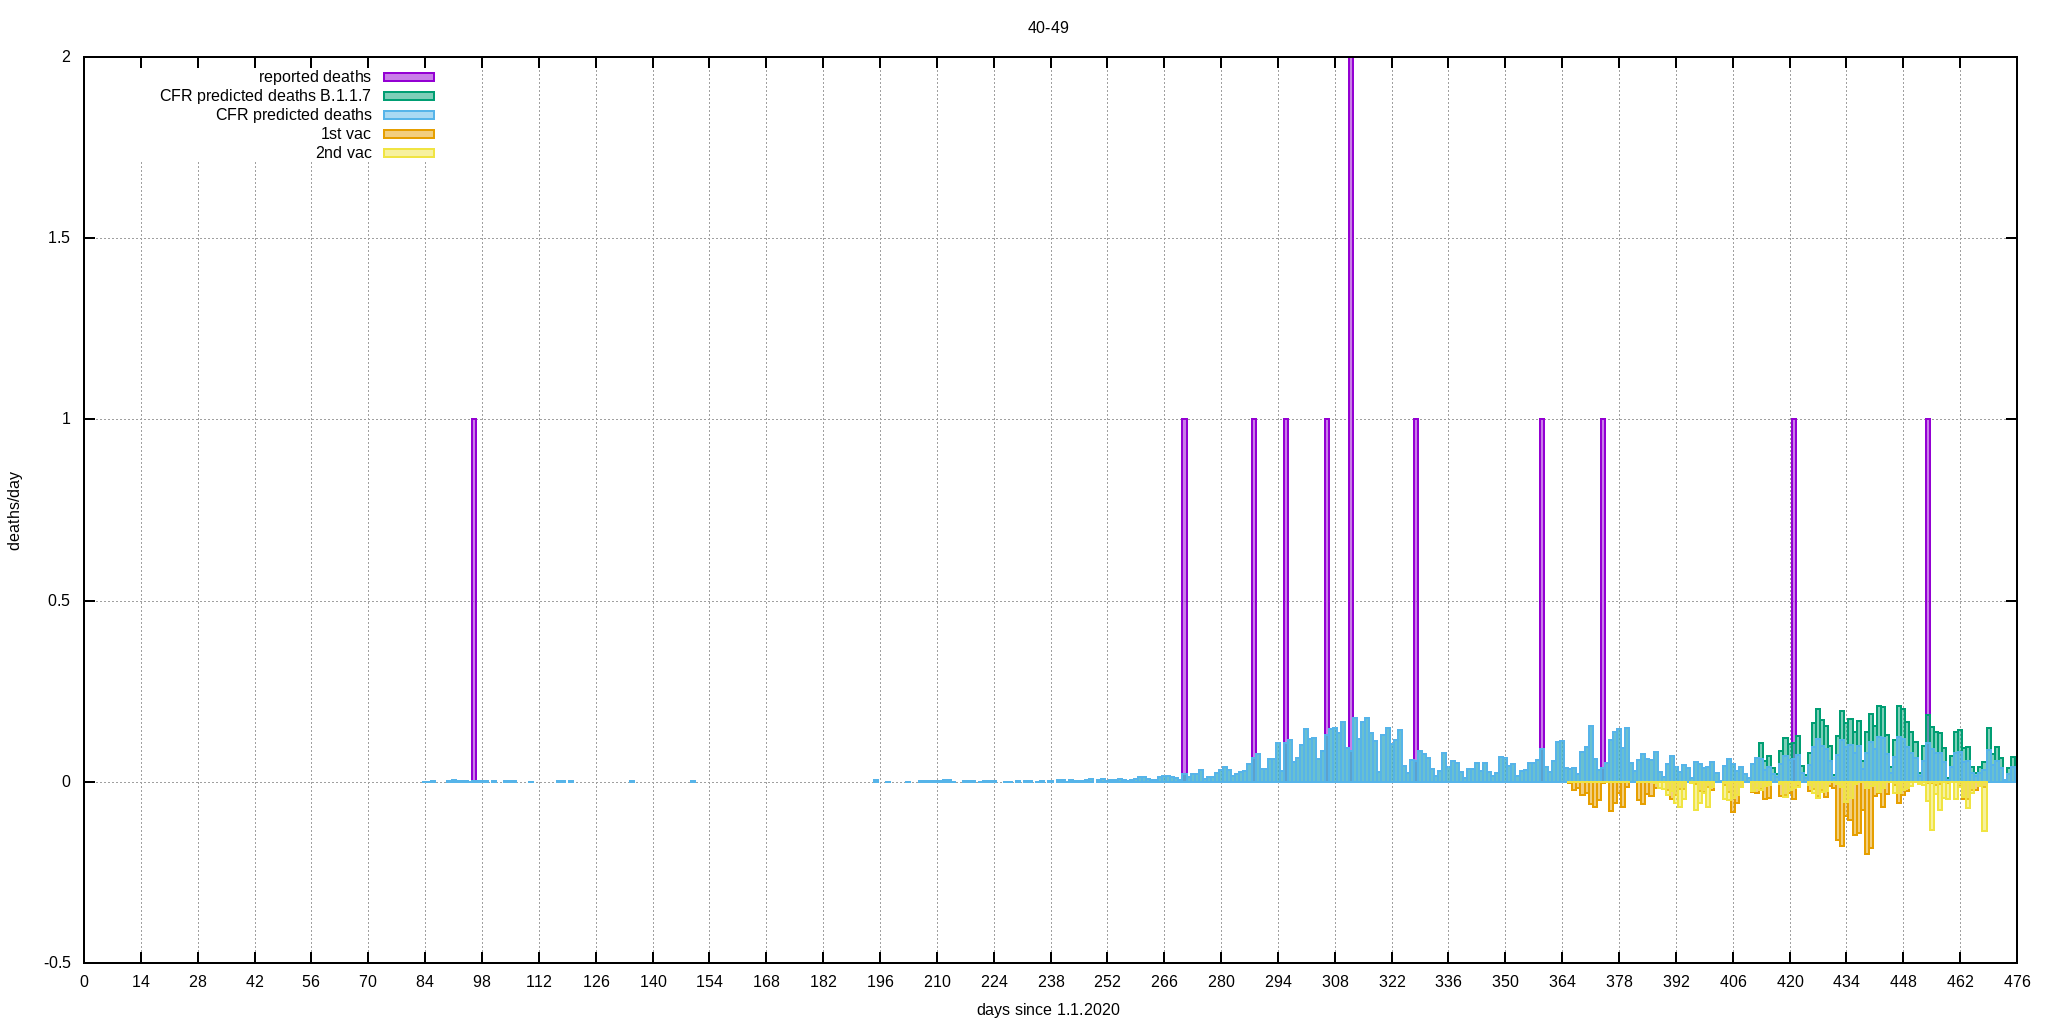 40-49
reported deaths
CFR predicted deaths B.1.1.7
CFR predicted deaths
1st vac
2nd vac
2
1.5
1
0.5
0
-0.5
deaths/day
0 14 28 42 56 70 84 98 112 126 140 154 168 182 196 210 224 238 252 266 280 294 308 322 336 350 364 378 392 406 420 434 448 462 476
days since 1.1.2020